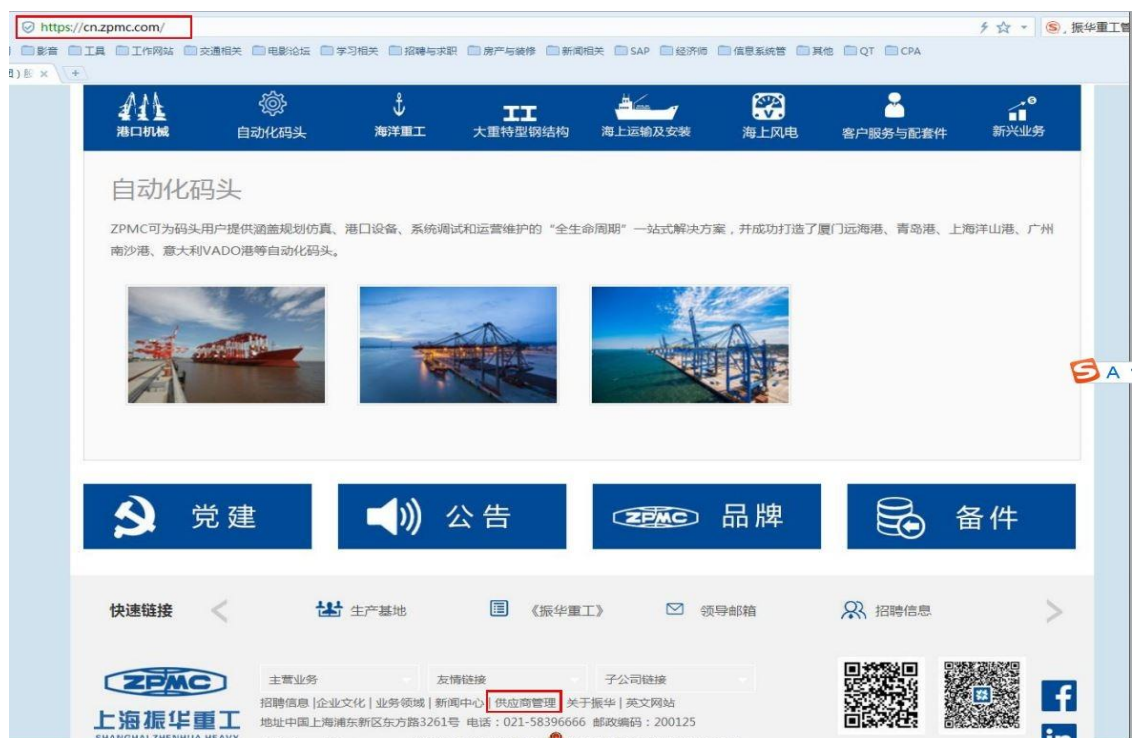 https://cn.zpmc.com/
振华重工管
影音 工具 工作网站 交通相关 电影论坛 学习相关 招聘与求职 房产与装修 新闻相关 SAP 经济师 信息系统管 其他 QT CPA
港口机械 自动化码头 海洋重工 大重特型钢结构 海上运输及安装 海上风电 客户服务与配套件 新兴业务
自动化码头
ZPMC可为码头用户提供涵盖规划仿真、港口设备、系统调试和运营维护的“全生命周期”一站式解决方案，并成功打造了厦门远海港、青岛港、上海洋山港、广州
南沙港、意大利VADO港等自动化码头。
A
党建 公告 ZPMC 品牌 备件
快速链接 生产基地 《振华重工》 领导邮箱 招聘信息
ZPMC
主营业务 友情链接 子公司链接
招聘信息 | 企业文化 | 业务领域 | 新闻中心 | 供应商管理 | 关于振华 | 英文网站
上海振华重工
地址中国上海浦东新区东方路3261号 电话：021-58396666 邮政编码：200125
SHANGHAI ZHENHUA HEAVY